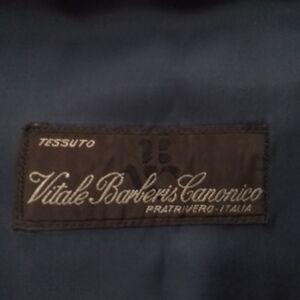 TESSUTO
Vitale Barberis Canonico
PRATRIVERO-ITALIA